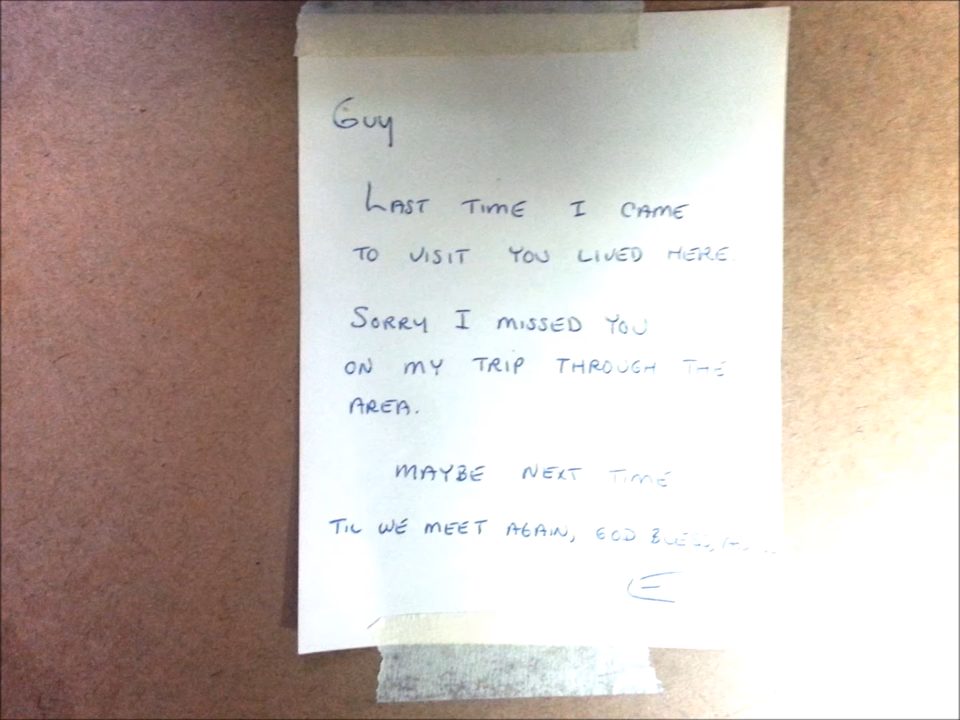 Guy
LAST TIME I CAME
TO VISIT YOU LIVED HERE
SORRY I MISSED YOU
ON MY TRIP THROUGH THE
AREA.
MAYBE NEXT TIME
TIL WE MEET AGAIN, GOD BLESS,
E